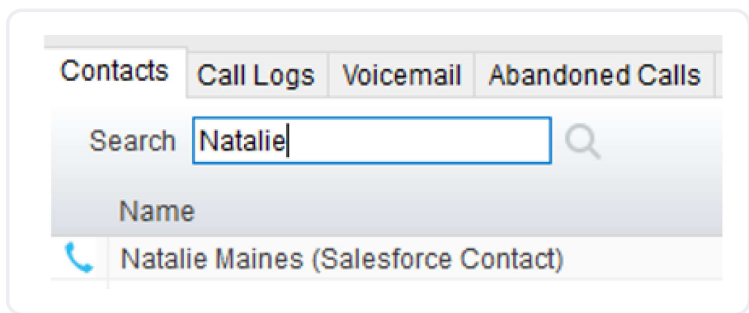 Contacts Call Logs Voicemail Abandoned Calls
Search Natalie
Name
Natalie Maines (Salesforce Contact)